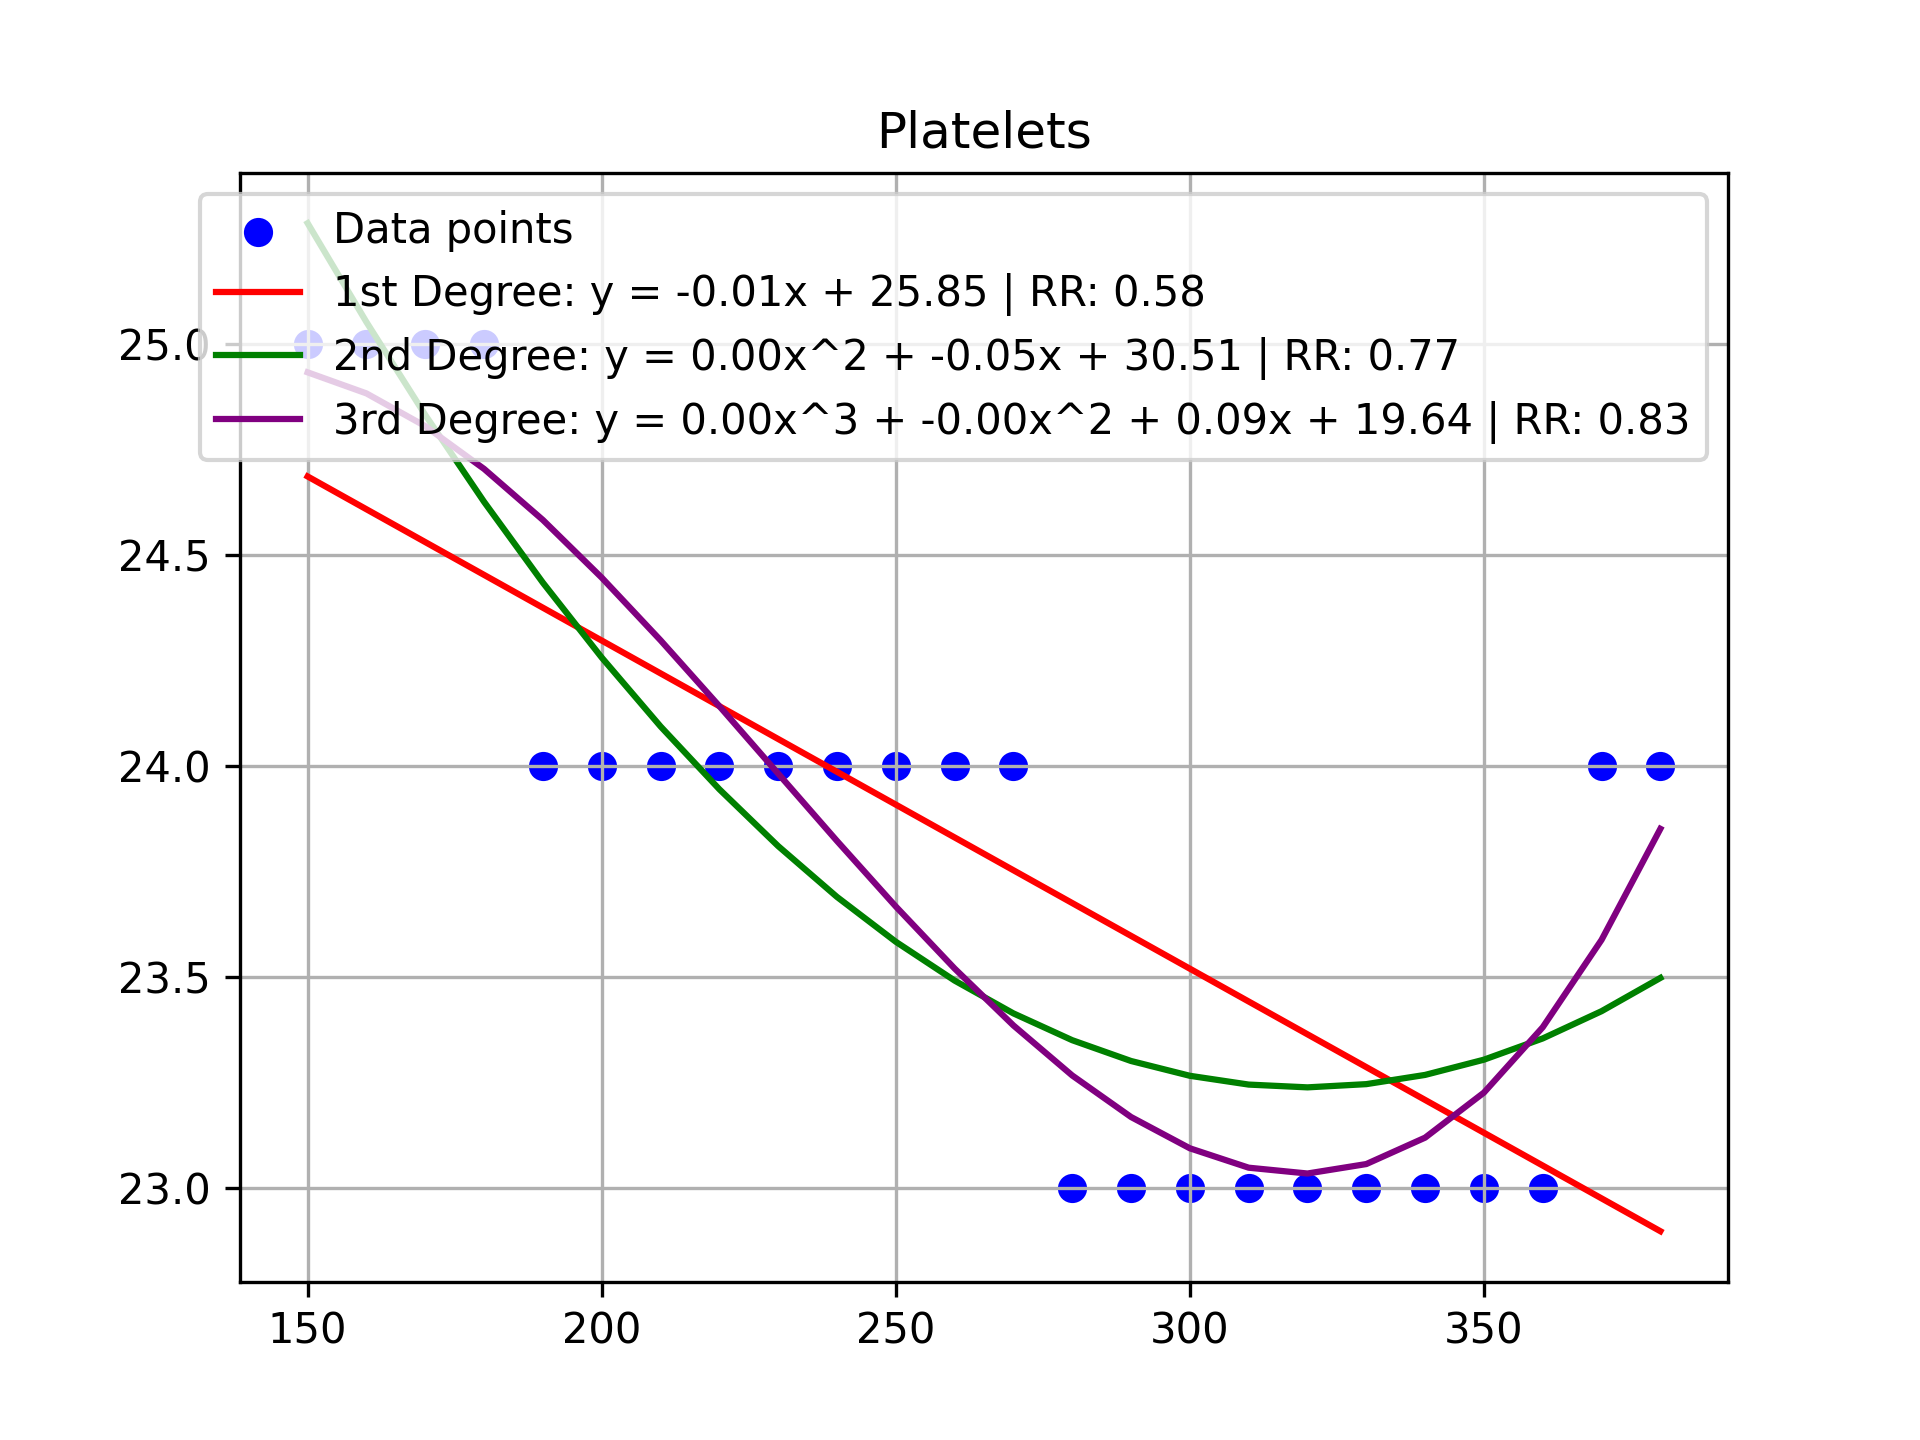 Platelets
Data points
1st Degree: y = -0.01x + 25.85 | RR: 0.58
2nd Degree: y = 0.00x^2 + -0.05x + 30.51 | RR: 0.77
3rd Degree: y = 0.00x^3 + -0.00x^2 + 0.09x + 19.64 | RR: 0.83
25.0
24.5
24.0
23.5
23.0
150 200 250 300 350